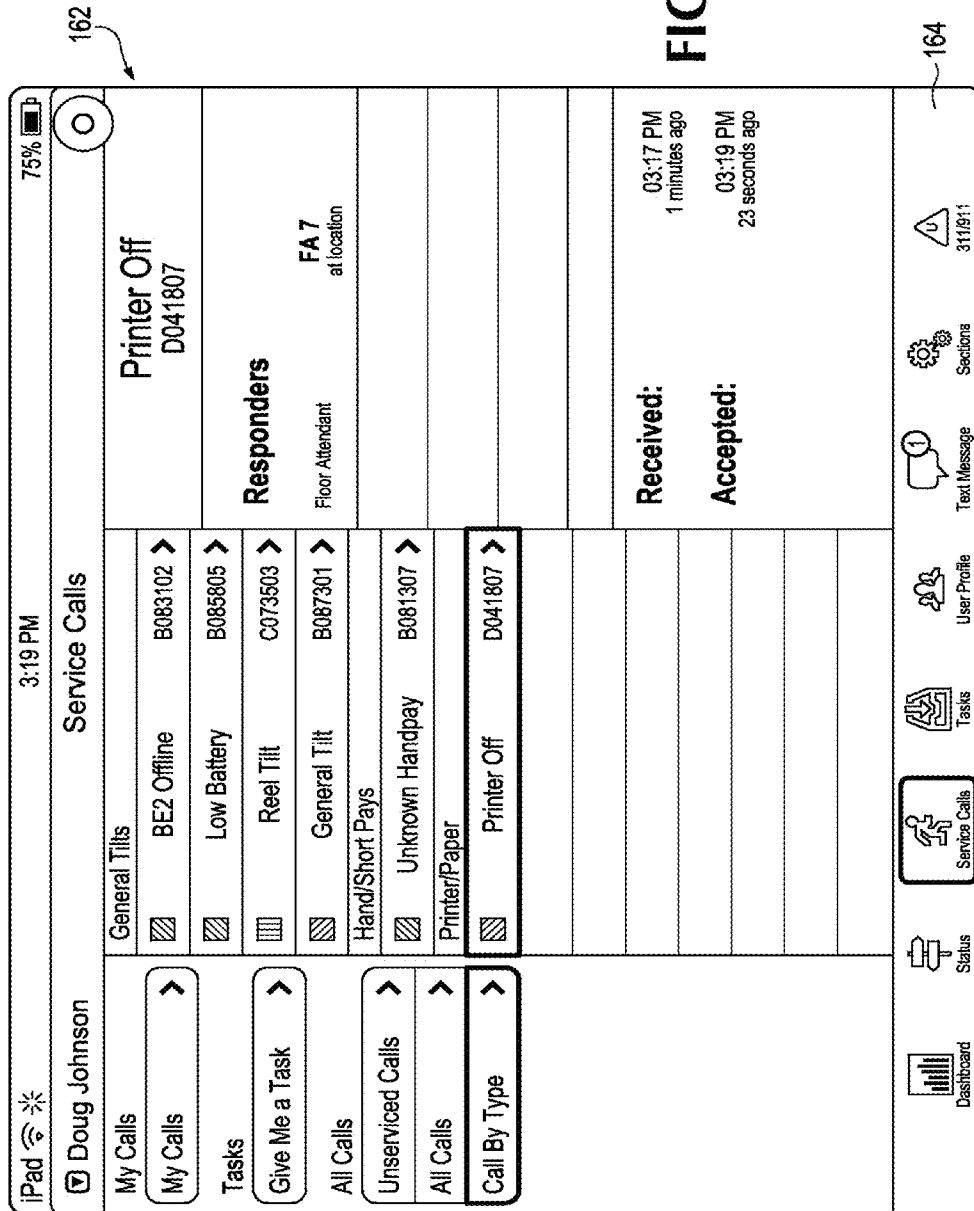 iPad 3:19 PM 75%
Doug Johnson Service Calls
My Calls
My Calls
Tasks
Give Me a Task
All Calls
Unserviced Calls
All Calls
Call By Type
General Tilts
BE2 Offline B083102
Low Battery B085805
Reel Tilt C073503
General Tilt B087301
Hand/Short Pays
Unknown Handpay B081307
Printer/Paper
Printer Off D041807
Printer Off
D041807
Responders
Floor Attendant FA 7
at location
Received: 03:17 PM
1 minutes ago
Accepted: 03:19 PM
23 seconds ago
Dashboard
Status
Service Calls
Tasks
User Profile
1
Text Message
Sections
311/911
162
164